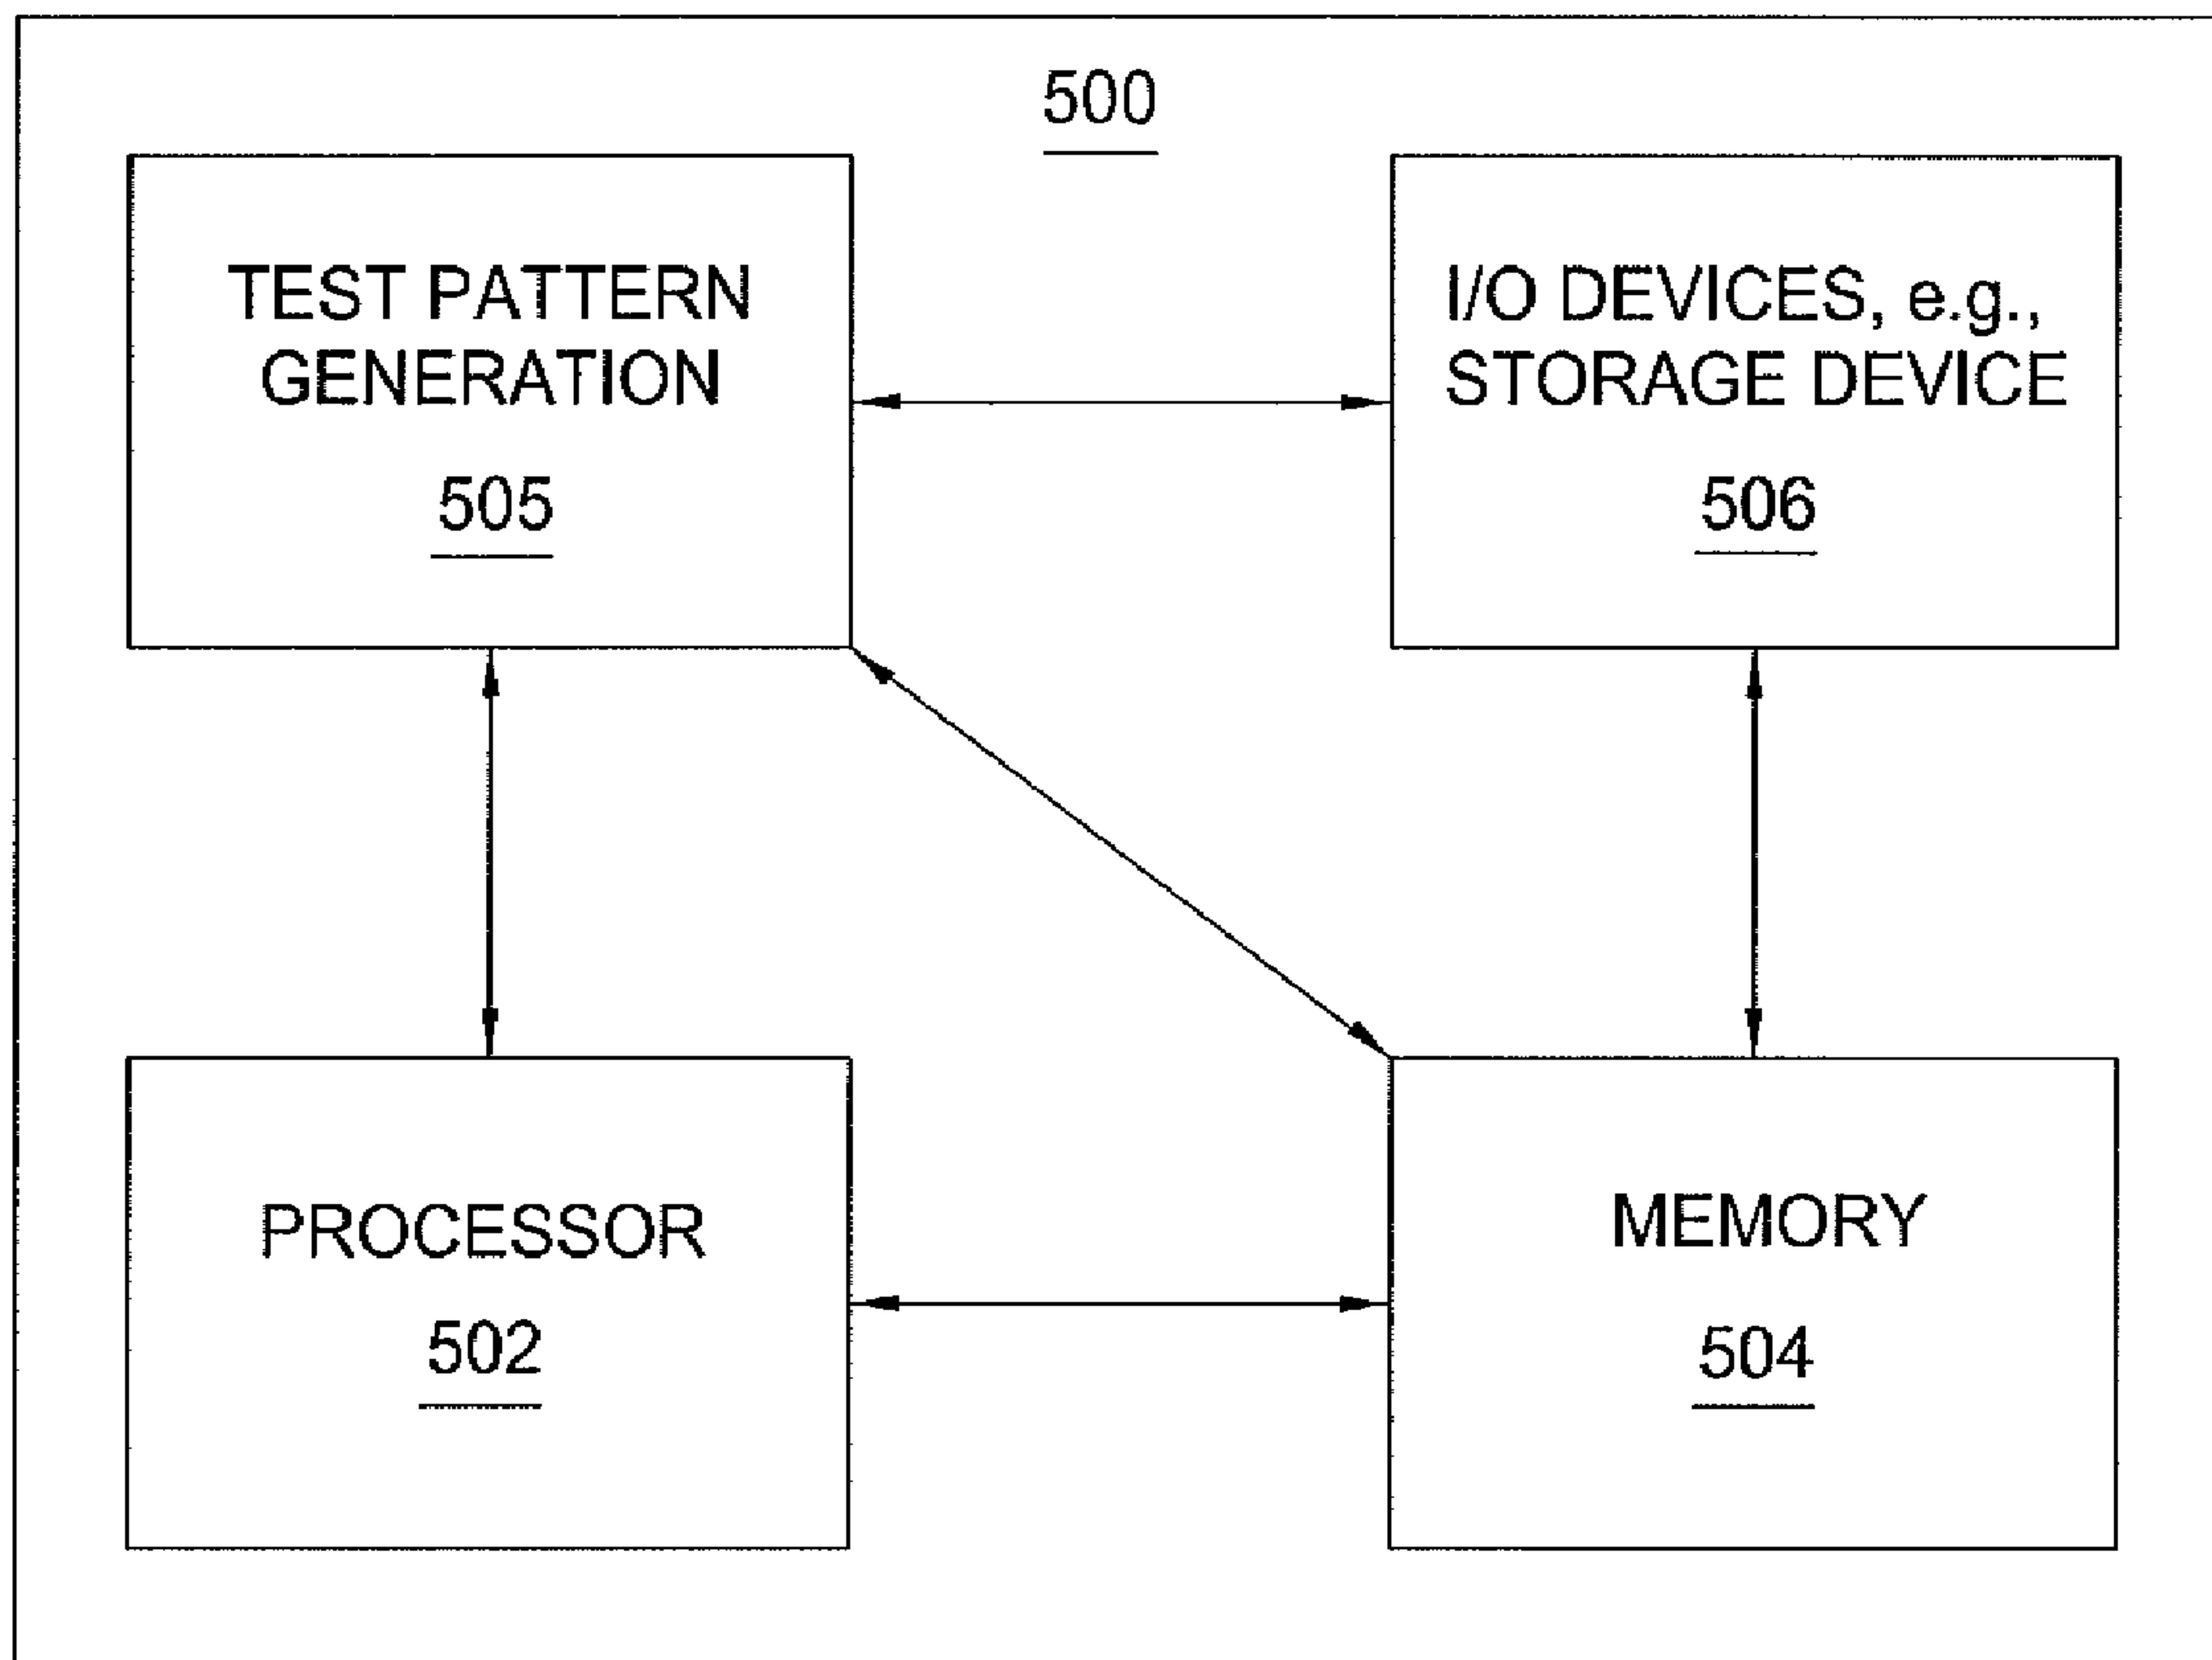 500
TEST PATTERN
GENERATION
505
I/O DEVICES, e.g.,
STORAGE DEVICE
506
PROCESSOR
502
MEMORY
504